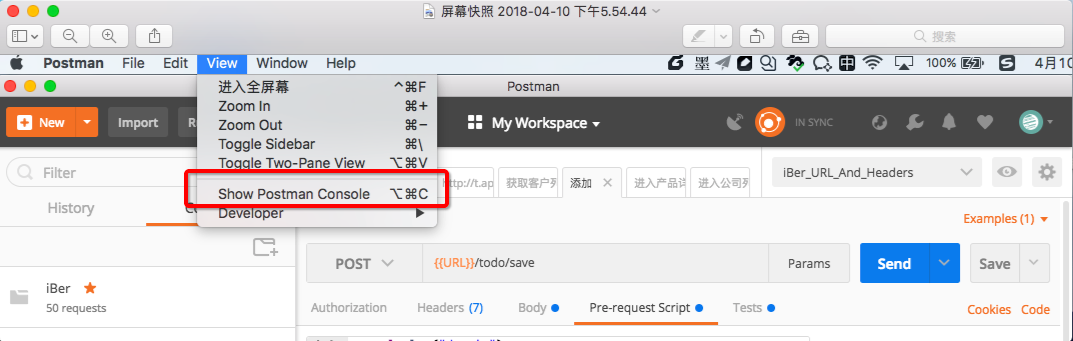 屏幕快照 2018-04-10 下午5.54.44
搜索
Postman File Edit View Window Help 墨 中 100% 4月10
Postman
进入全屏幕 ^⌘F
Zoom In ⌘+
Zoom Out ⌘−
Toggle Sidebar ⌘\
Toggle Two-Pane View ⌥⌘V
Show Postman Console ⌥⌘C
Developer
New Import My Workspace IN SYNC
Filter
History
http://t.ap 获取客户列 添加 进入产品详 进入公司列 iBer_URL_And_Headers
Examples (1)
POST {{URL}}/todo/save Params Send Save
iBer
50 requests
Authorization Headers (7) Body Pre-request Script Tests Cookies Code